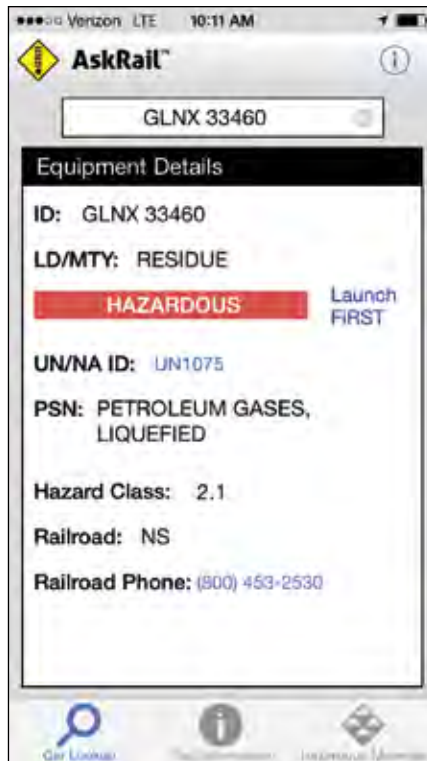 Verizon LTE 10:11 AM
AskRail™
GLNX 33460
Equipment Details
ID: GLNX 33460
LD/MTY: RESIDUE
HAZARDOUS
Launch
FiRST
UN/NA ID: UN1075
PSN: PETROLEUM GASES,
LIQUEFIED
Hazard Class: 2.1
Railroad: NS
Railroad Phone: (800) 453-2530
Car Lookup